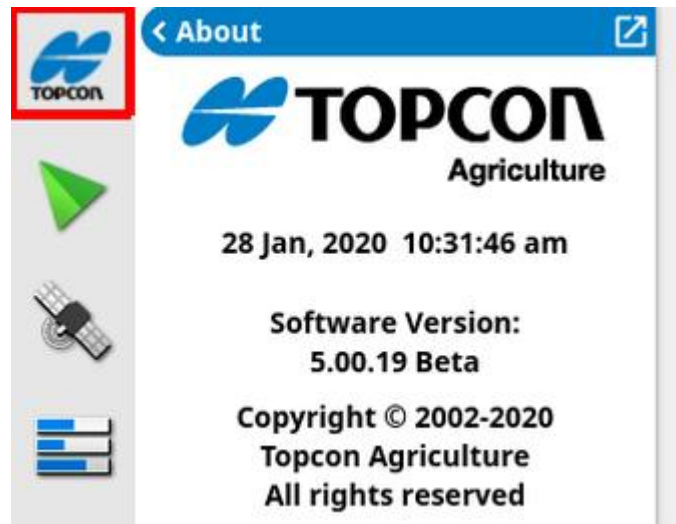 TOPCON
About
TOPCON
Agriculture
28 Jan, 2020 10:31:46 am
Software Version:
5.00.19 Beta
Copyright © 2002-2020
Topcon Agriculture
All rights reserved